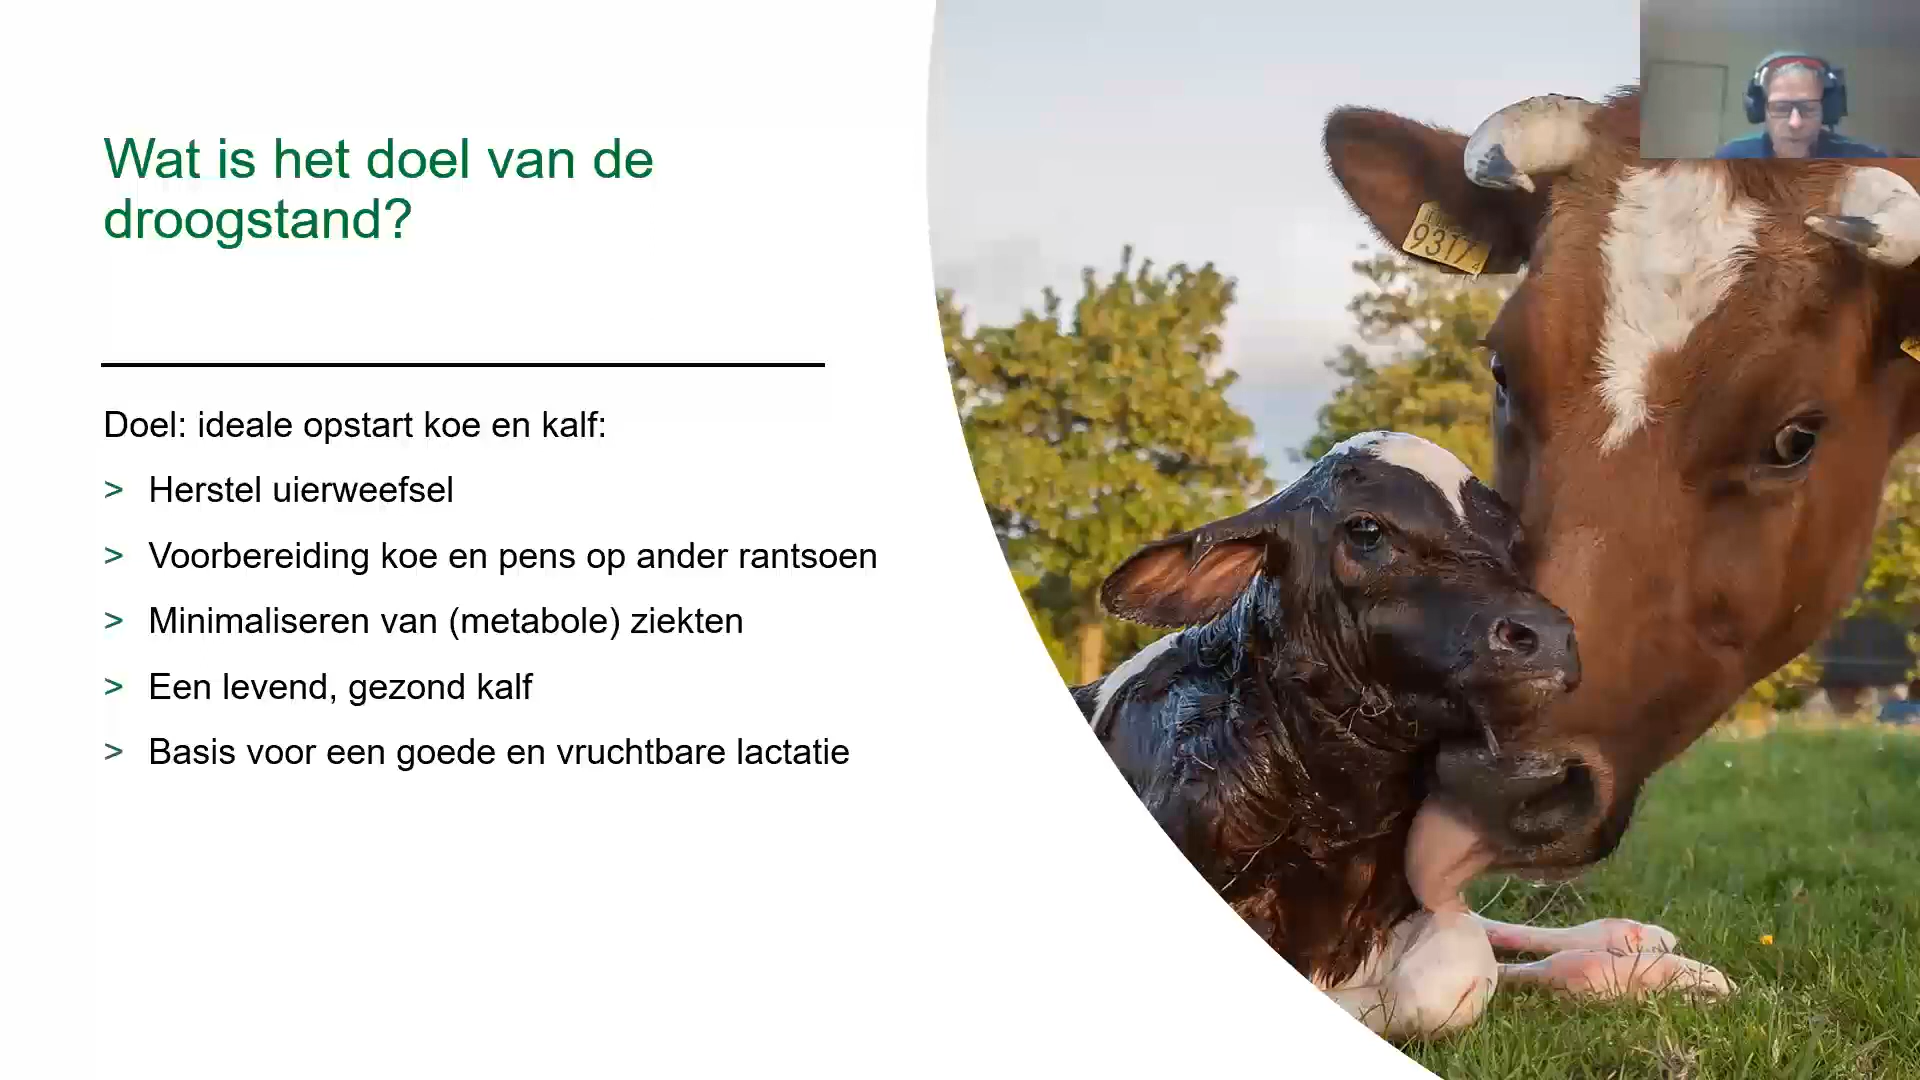 Wat is het doel van de
droogstand?
Doel: ideale opstart koe en kalf:
> Herstel uierweefsel
> Voorbereiding koe en pens op ander rantsoen
> Minimaliseren van (metabole) ziekten
> Een levend, gezond kalf
> Basis voor een goede en vruchtbare lactatie
9317